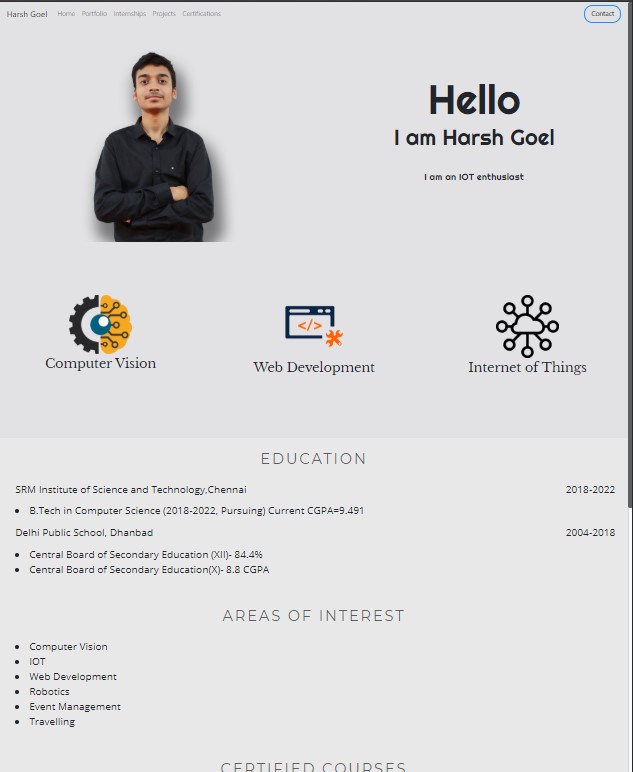 Harsh Goel Home Portfolio Internships Projects Certifications Contact
Hello
I am Harsh Goel
I am an IOT enthusiast
</>
Computer Vision
Web Development
Internet of Things
EDUCATION
SRM Institute of Science and Technology,Chennai 2018-2022
B.Tech in Computer Science (2018-2022, Pursuing) Current CGPA=9.491
Delhi Public School, Dhanbad 2004-2018
Central Board of Secondary Education (XII)- 84.4%
Central Board of Secondary Education(X)- 8.8 CGPA
AREAS OF INTEREST
Computer Vision
IOT
Web Development
Robotics
Event Management
Travelling
CERTIFIED COURSES